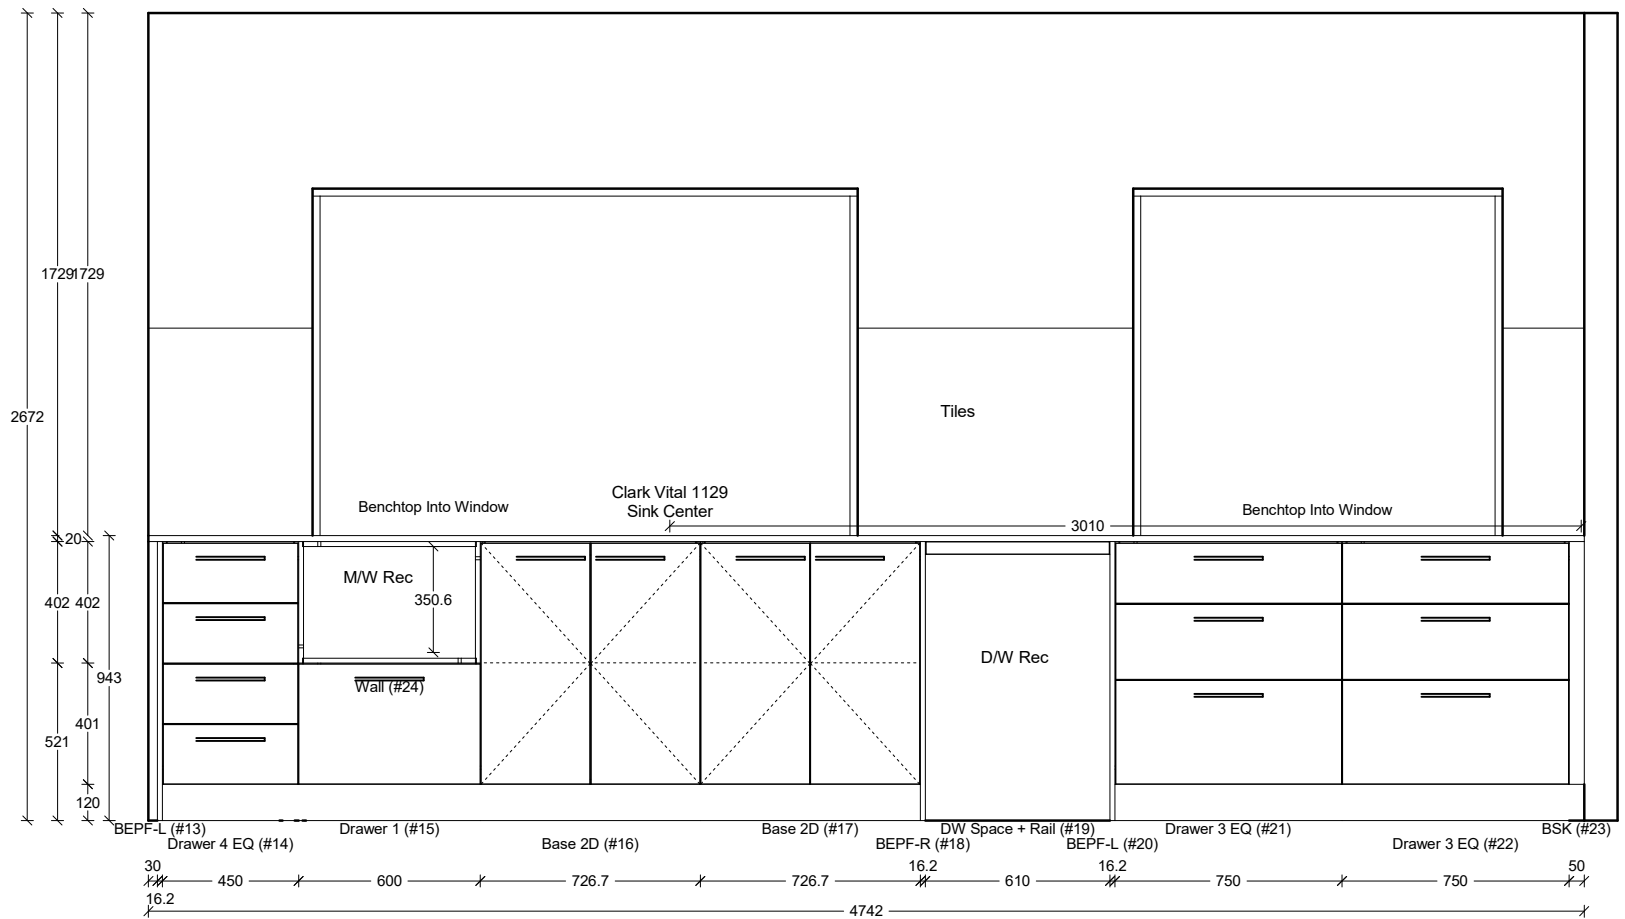 1729
1729
2672
Tiles
Clark Vital 1129
Sink Center
Benchtop Into Window
Benchtop Into Window
3010
20
M/W Rec
350.6
402
402
D/W Rec
943
Wall (#24)
401
521
120
BEPF-L (#13)
Drawer 1 (#15)
Base 2D (#17)
DW Space + Rail (#19)
Drawer 3 EQ (#21)
BSK (#23)
Drawer 4 EQ (#14)
Base 2D (#16)
BEPF-R (#18)
BEPF-L (#20)
Drawer 3 EQ (#22)
30
16.2
16.2
50
450
600
726.7
726.7
610
750
750
16.2
4742